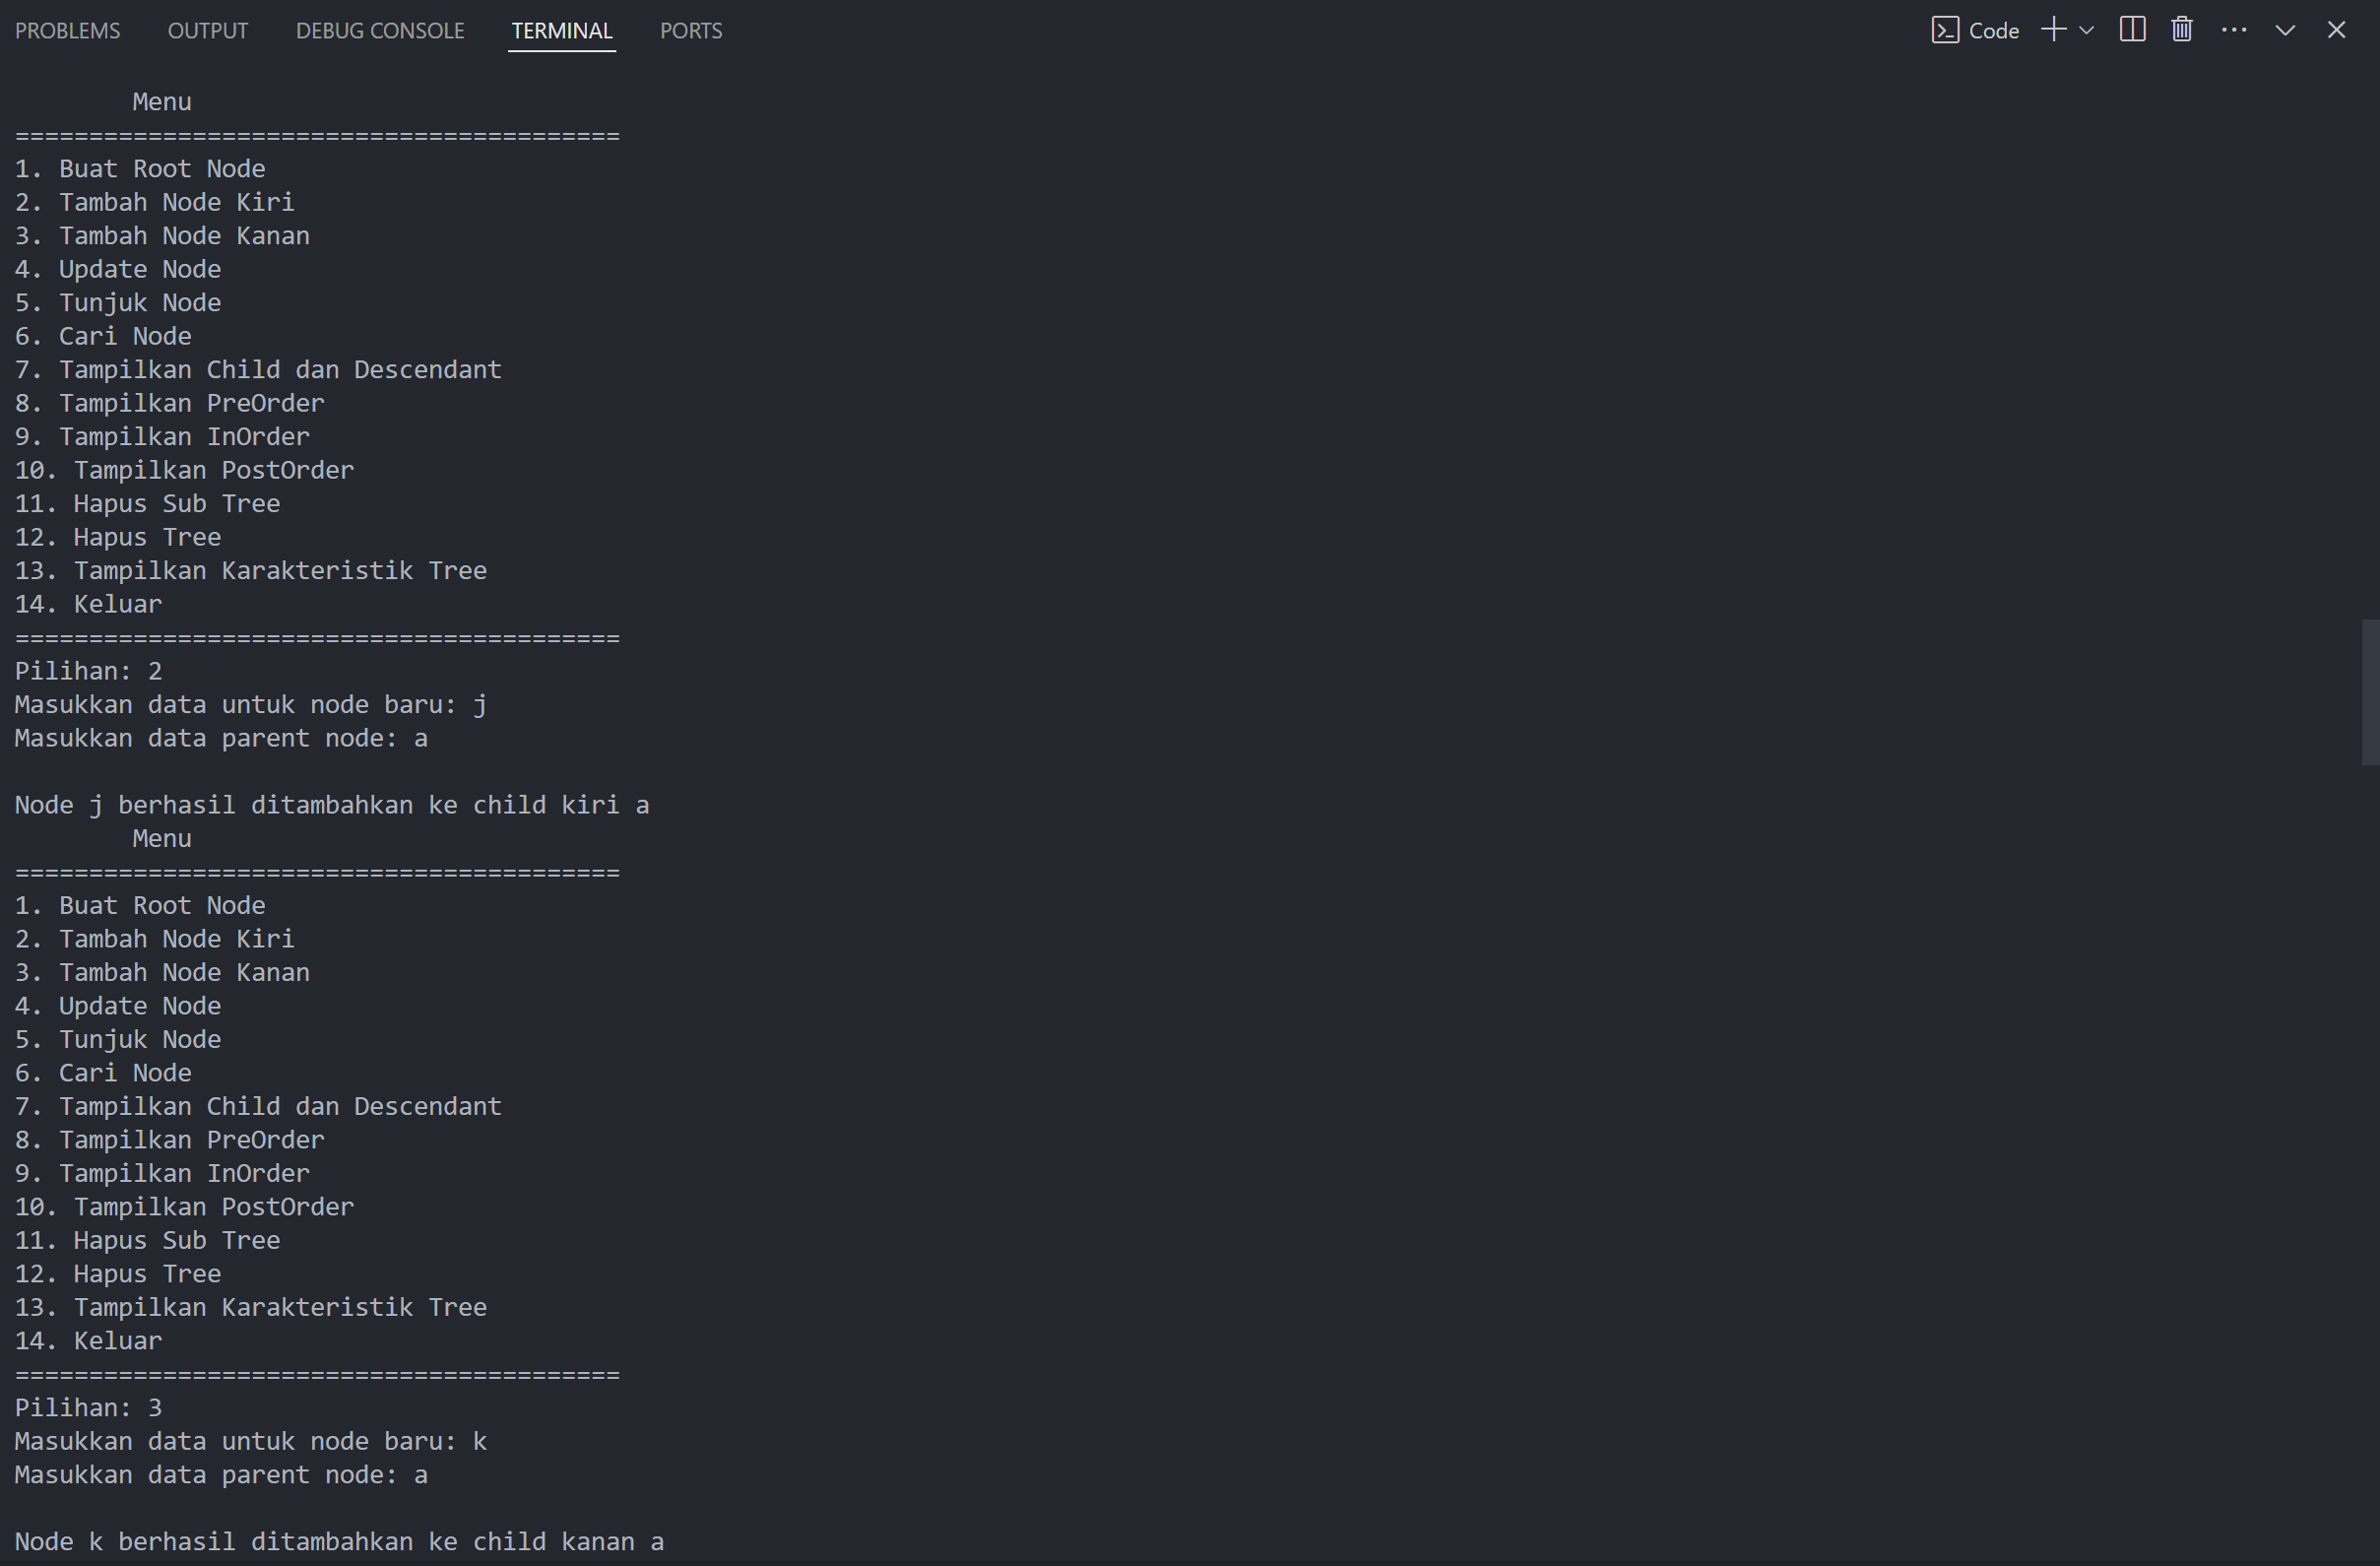 PROBLEMS OUTPUT DEBUG CONSOLE TERMINAL PORTS Code
Menu
=========================================
1. Buat Root Node
2. Tambah Node Kiri
3. Tambah Node Kanan
4. Update Node
5. Tunjuk Node
6. Cari Node
7. Tampilkan Child dan Descendant
8. Tampilkan PreOrder
9. Tampilkan InOrder
10. Tampilkan PostOrder
11. Hapus Sub Tree
12. Hapus Tree
13. Tampilkan Karakteristik Tree
14. Keluar
=========================================
Pilihan: 2
Masukkan data untuk node baru: j
Masukkan data parent node: a
Node j berhasil ditambahkan ke child kiri a
Menu
=========================================
1. Buat Root Node
2. Tambah Node Kiri
3. Tambah Node Kanan
4. Update Node
5. Tunjuk Node
6. Cari Node
7. Tampilkan Child dan Descendant
8. Tampilkan PreOrder
9. Tampilkan InOrder
10. Tampilkan PostOrder
11. Hapus Sub Tree
12. Hapus Tree
13. Tampilkan Karakteristik Tree
14. Keluar
=========================================
Pilihan: 3
Masukkan data untuk node baru: k
Masukkan data parent node: a
Node k berhasil ditambahkan ke child kanan a